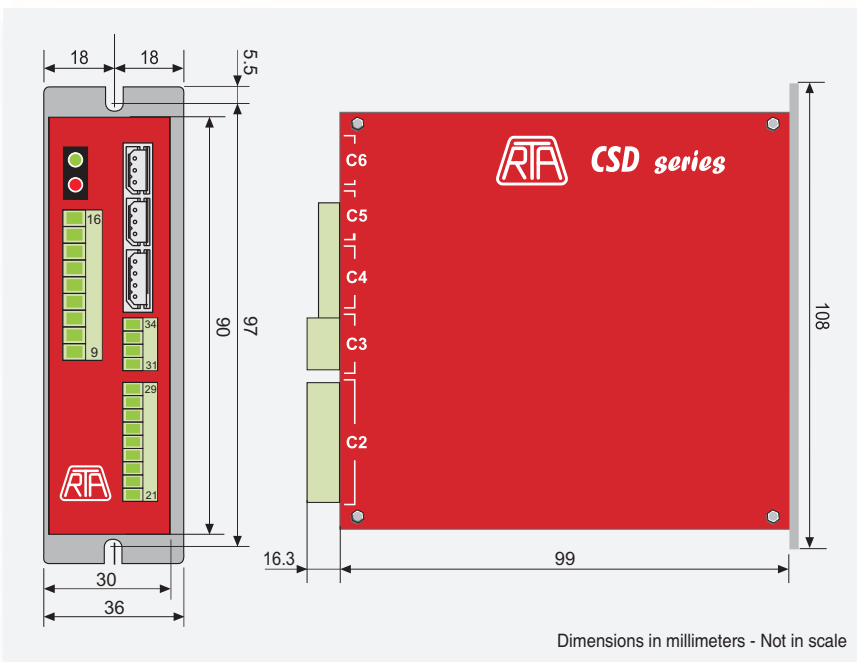 18
18
5.5
16
9
34
31
29
21
RTA
90
97
30
36
C6
C5
C4
C3
C2
RTA
CSD series
108
16.3
99
Dimensions in millimeters - Not in scale